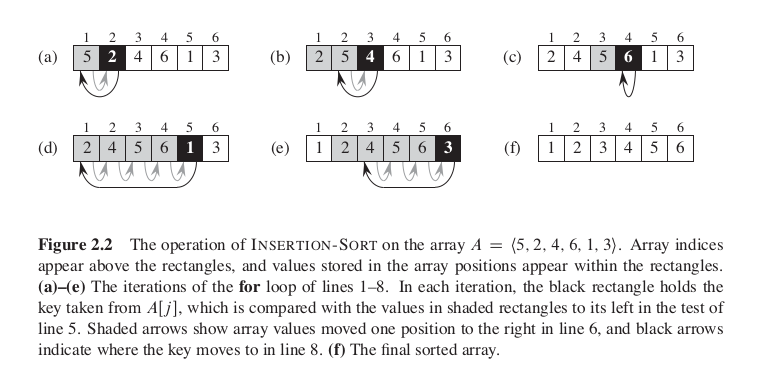 1 2 3 4 5 6 1 2 3 4 5 6 1 2 3 4 5 6
(a) 5 2 4 6 1 3 (b) 2 5 4 6 1 3 (c) 2 4 5 6 1 3
1 2 3 4 5 6 1 2 3 4 5 6 1 2 3 4 5 6
(d) 2 4 5 6 1 3 (e) 1 2 4 5 6 3 (f) 1 2 3 4 5 6
Figure 2.2 The operation of INSERTION-SORT on the array A = ⟨5, 2, 4, 6, 1, 3⟩. Array indices
appear above the rectangles, and values stored in the array positions appear within the rectangles.
(a)–(e) The iterations of the for loop of lines 1–8. In each iteration, the black rectangle holds the
key taken from A[j], which is compared with the values in shaded rectangles to its left in the test of
line 5. Shaded arrows show array values moved one position to the right in line 6, and black arrows
indicate where the key moves to in line 8. (f) The final sorted array.